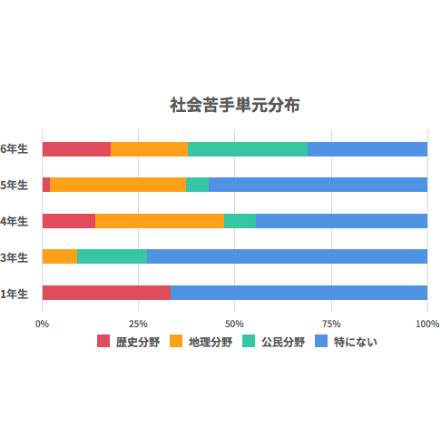 社会苦手単元分布
6年生
5年生
4年生
3年生
1年生
0% 25% 50% 75% 100%
歴史分野 地理分野 公民分野 特にない